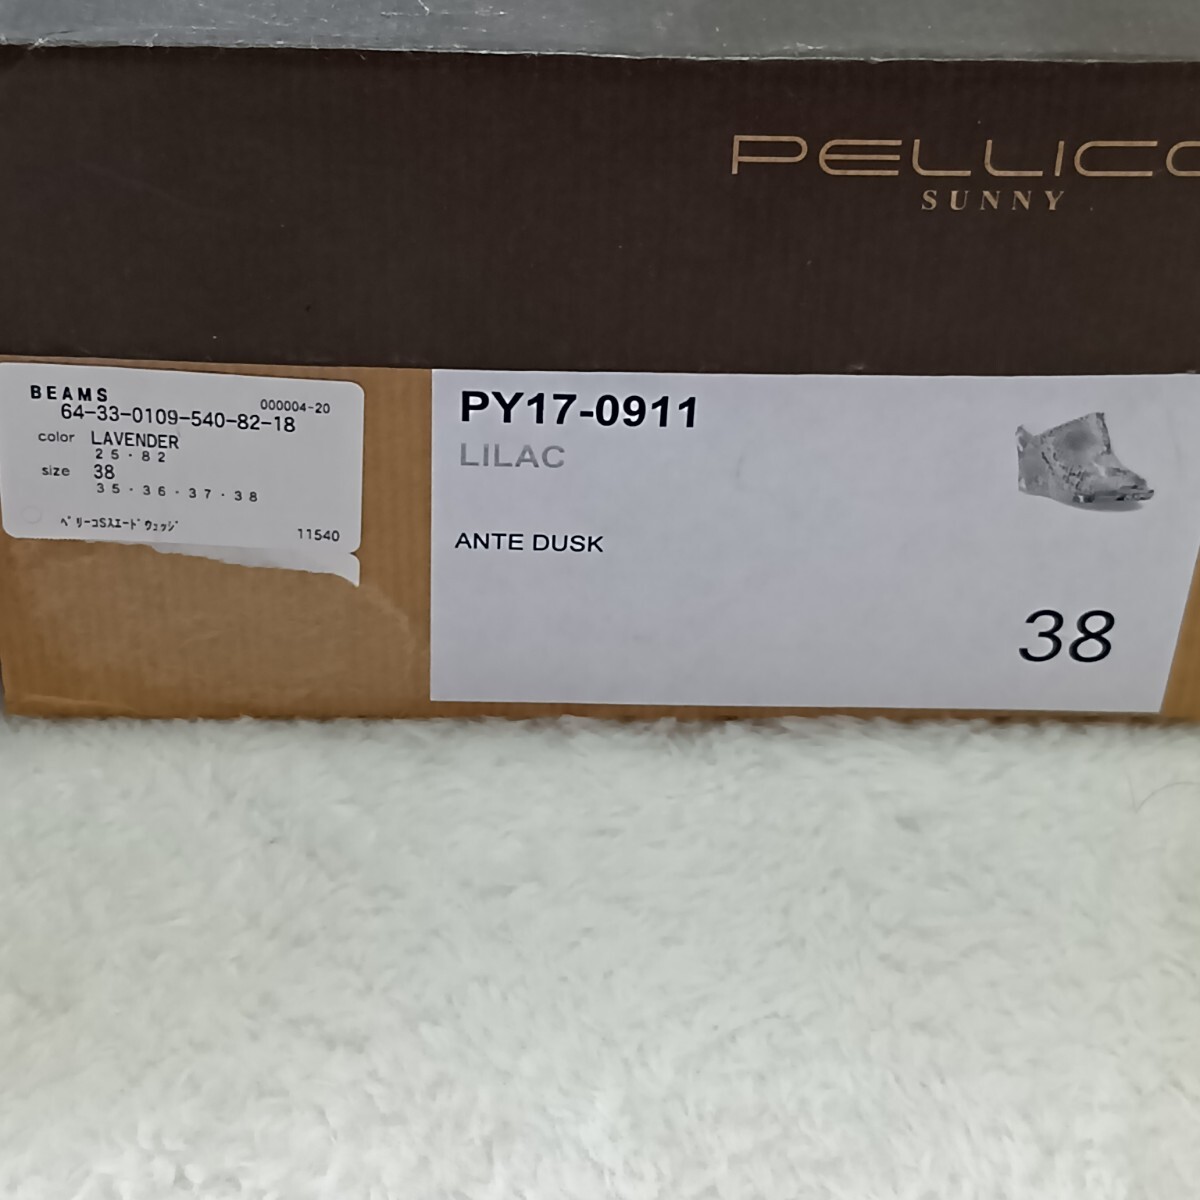 PELLICO
SUNNY
BEAMS
000004-20
64-33-0109-540-82-18
color LAVENDER
25・82
size 38
35・36・37・38
ペリーコSスエードウェッジ
11540
PY17-0911
LILAC
ANTE DUSK
38